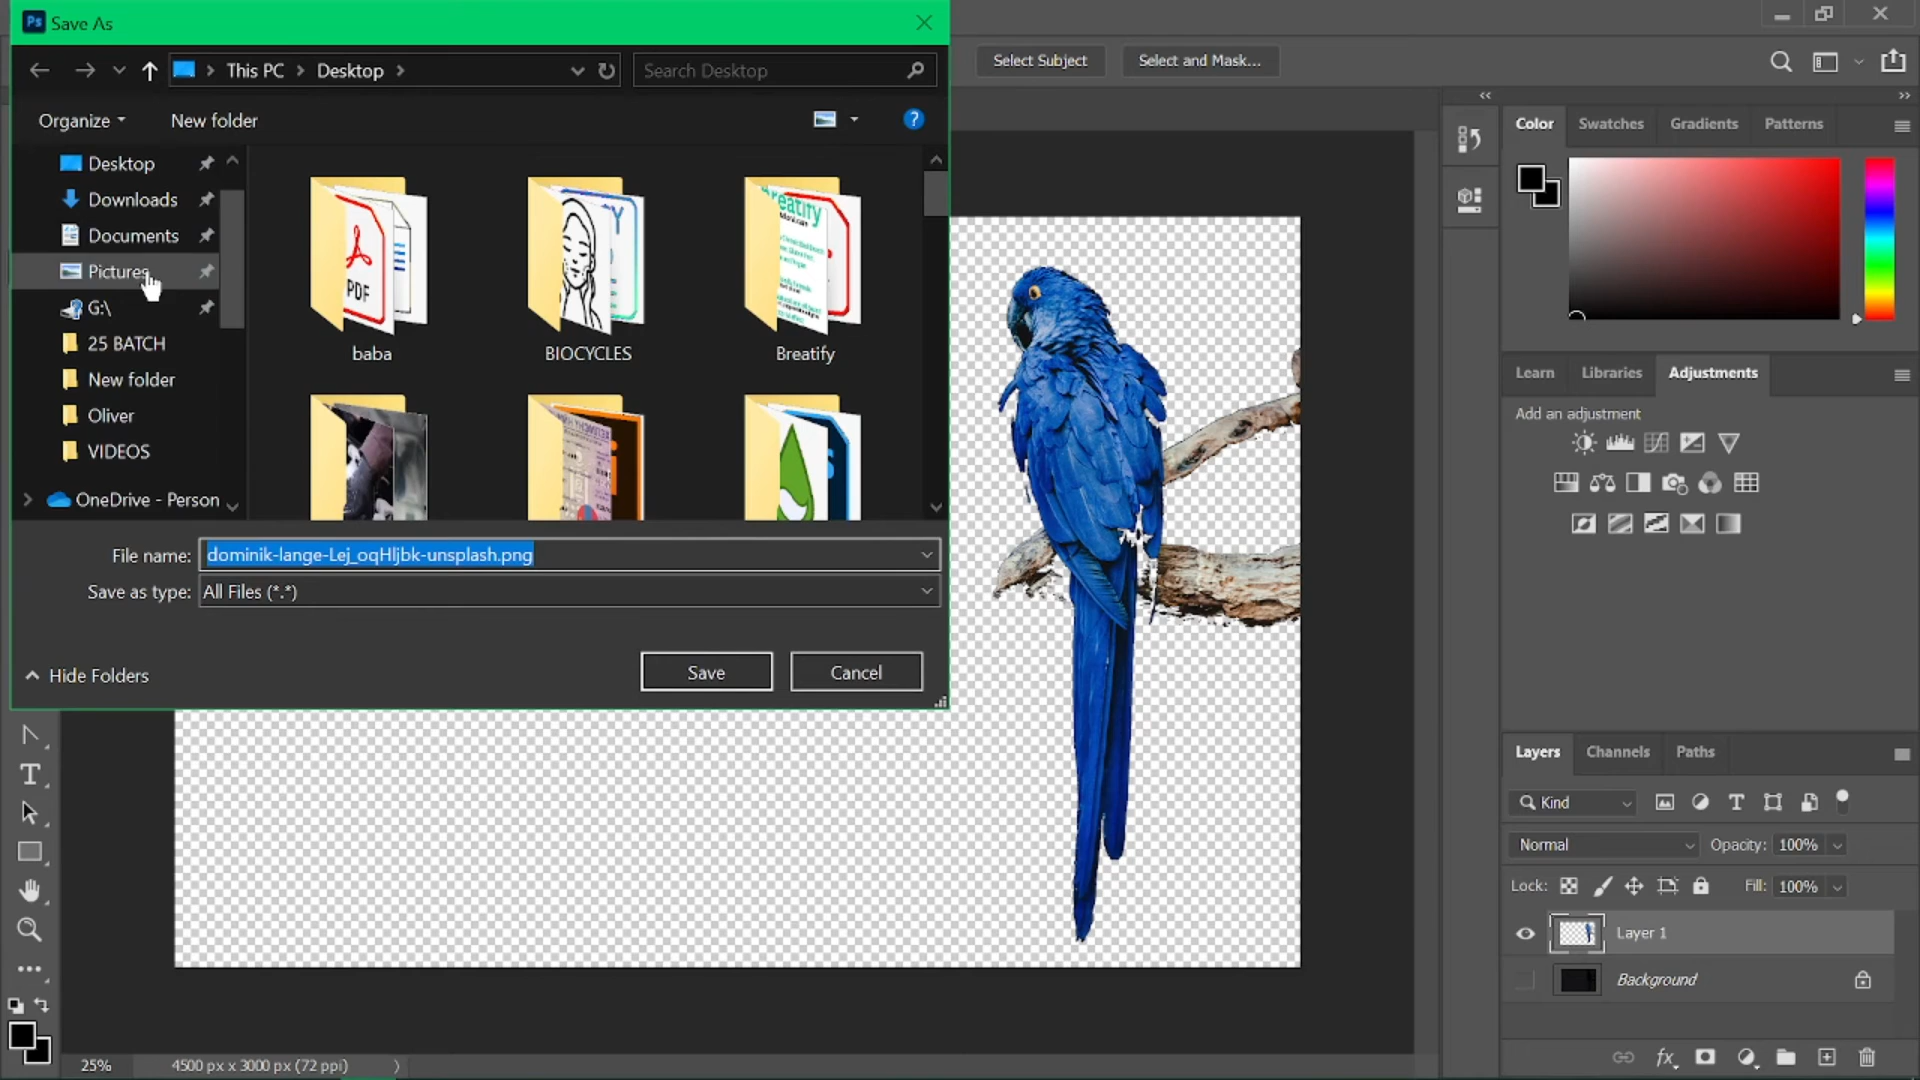 Ps Save As
This PC
Desktop
Search Desktop
Select Subject
Select and Mask...
Organize
New folder
?
Color
Swatches
Gradients
Patterns
Desktop
Downloads
Documents
Pictures
G:\
25 BATCH
New folder
Oliver
VIDEOS
OneDrive - Person
PDF
baba
BIOCYCLES
Breatify
Learn
Libraries
Adjustments
Add an adjustment
File name:
dominik-lange-Lej_oqHljbk-unsplash.png
Save as type:
All Files (*.*)
Hide Folders
Save
Cancel
T
Layers
Channels
Paths
Kind
T
Normal
Opacity:
100%
Lock:
Fill:
100%
Layer 1
Background
fx
25%
4500 px x 3000 px (72 ppi)